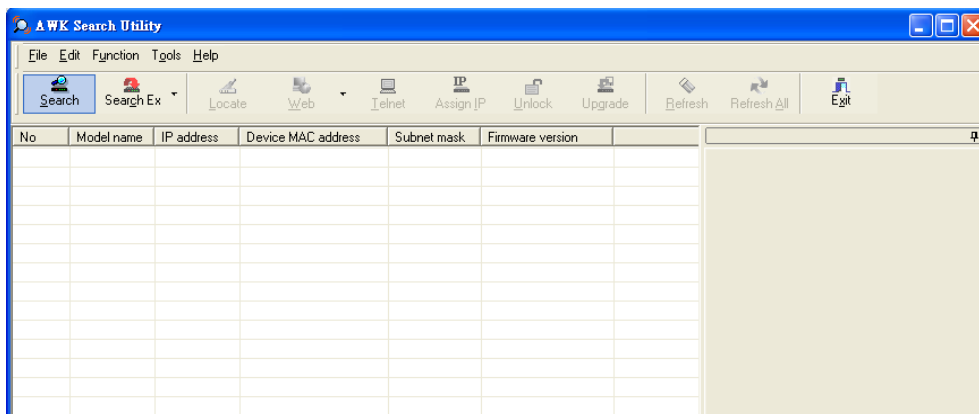 AWK Search Utility
File Edit Function Tools Help
Search Search Ex Locate Web Telnet Assign IP Unlock Upgrade Refresh Refresh All Exit
No Model name IP address Device MAC address Subnet mask Firmware version